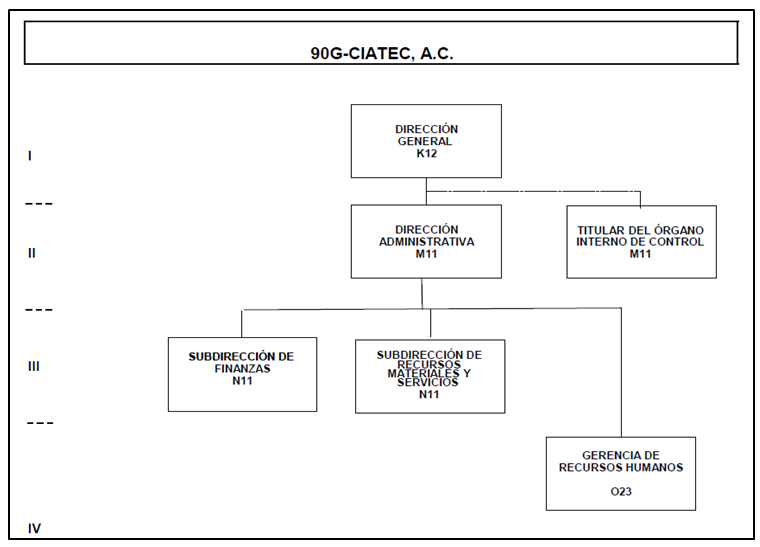 90G-CIATEC, A.C.
DIRECCIÓN
GENERAL
K12
I
DIRECCIÓN
ADMINISTRATIVA
M11
TITULAR DEL ÓRGANO
INTERNO DE CONTROL
M11
II
SUBDIRECCIÓN DE
FINANZAS
N11
SUBDIRECCIÓN DE
RECURSOS
MATERIALES Y
SERVICIOS
N11
III
GERENCIA DE
RECURSOS HUMANOS
O23
IV